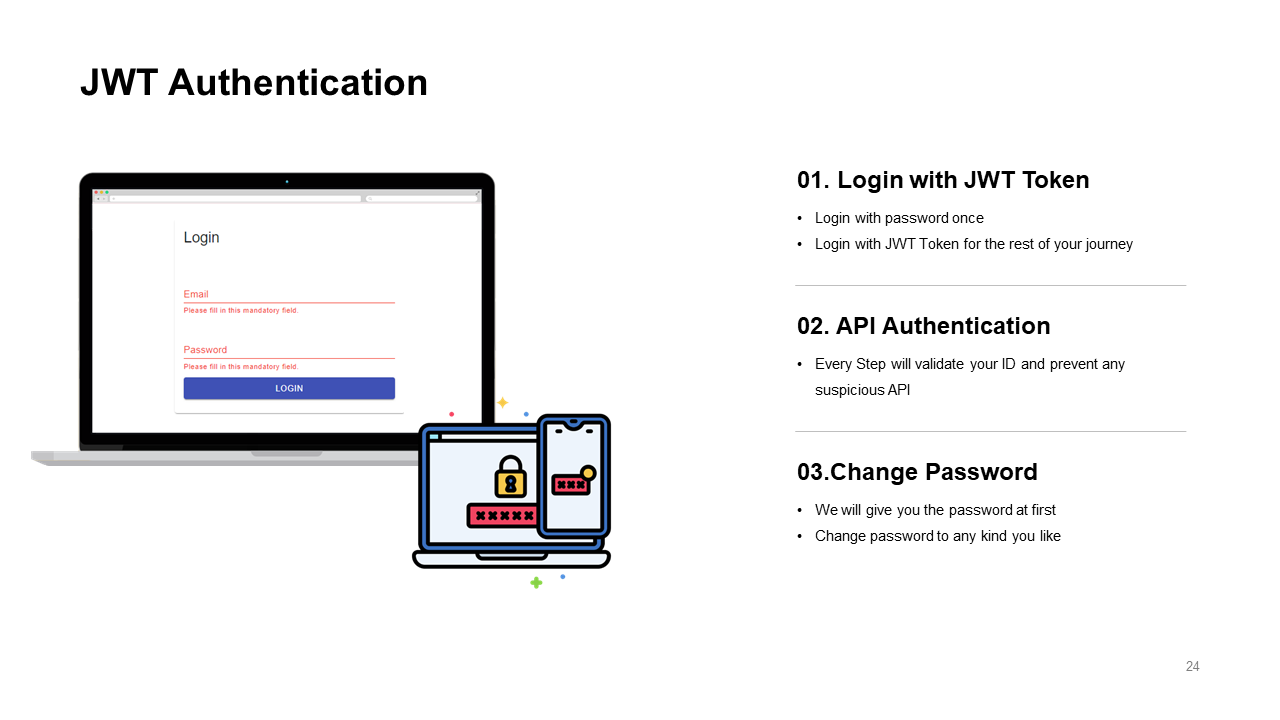 JWT Authentication
Login
Email
Please fill in this mandatory field.
Password
Please fill in this mandatory field.
LOGIN
01. Login with JWT Token
• Login with password once
• Login with JWT Token for the rest of your journey
02. API Authentication
• Every Step will validate your ID and prevent any
suspicious API
03.Change Password
• We will give you the password at first
• Change password to any kind you like
24